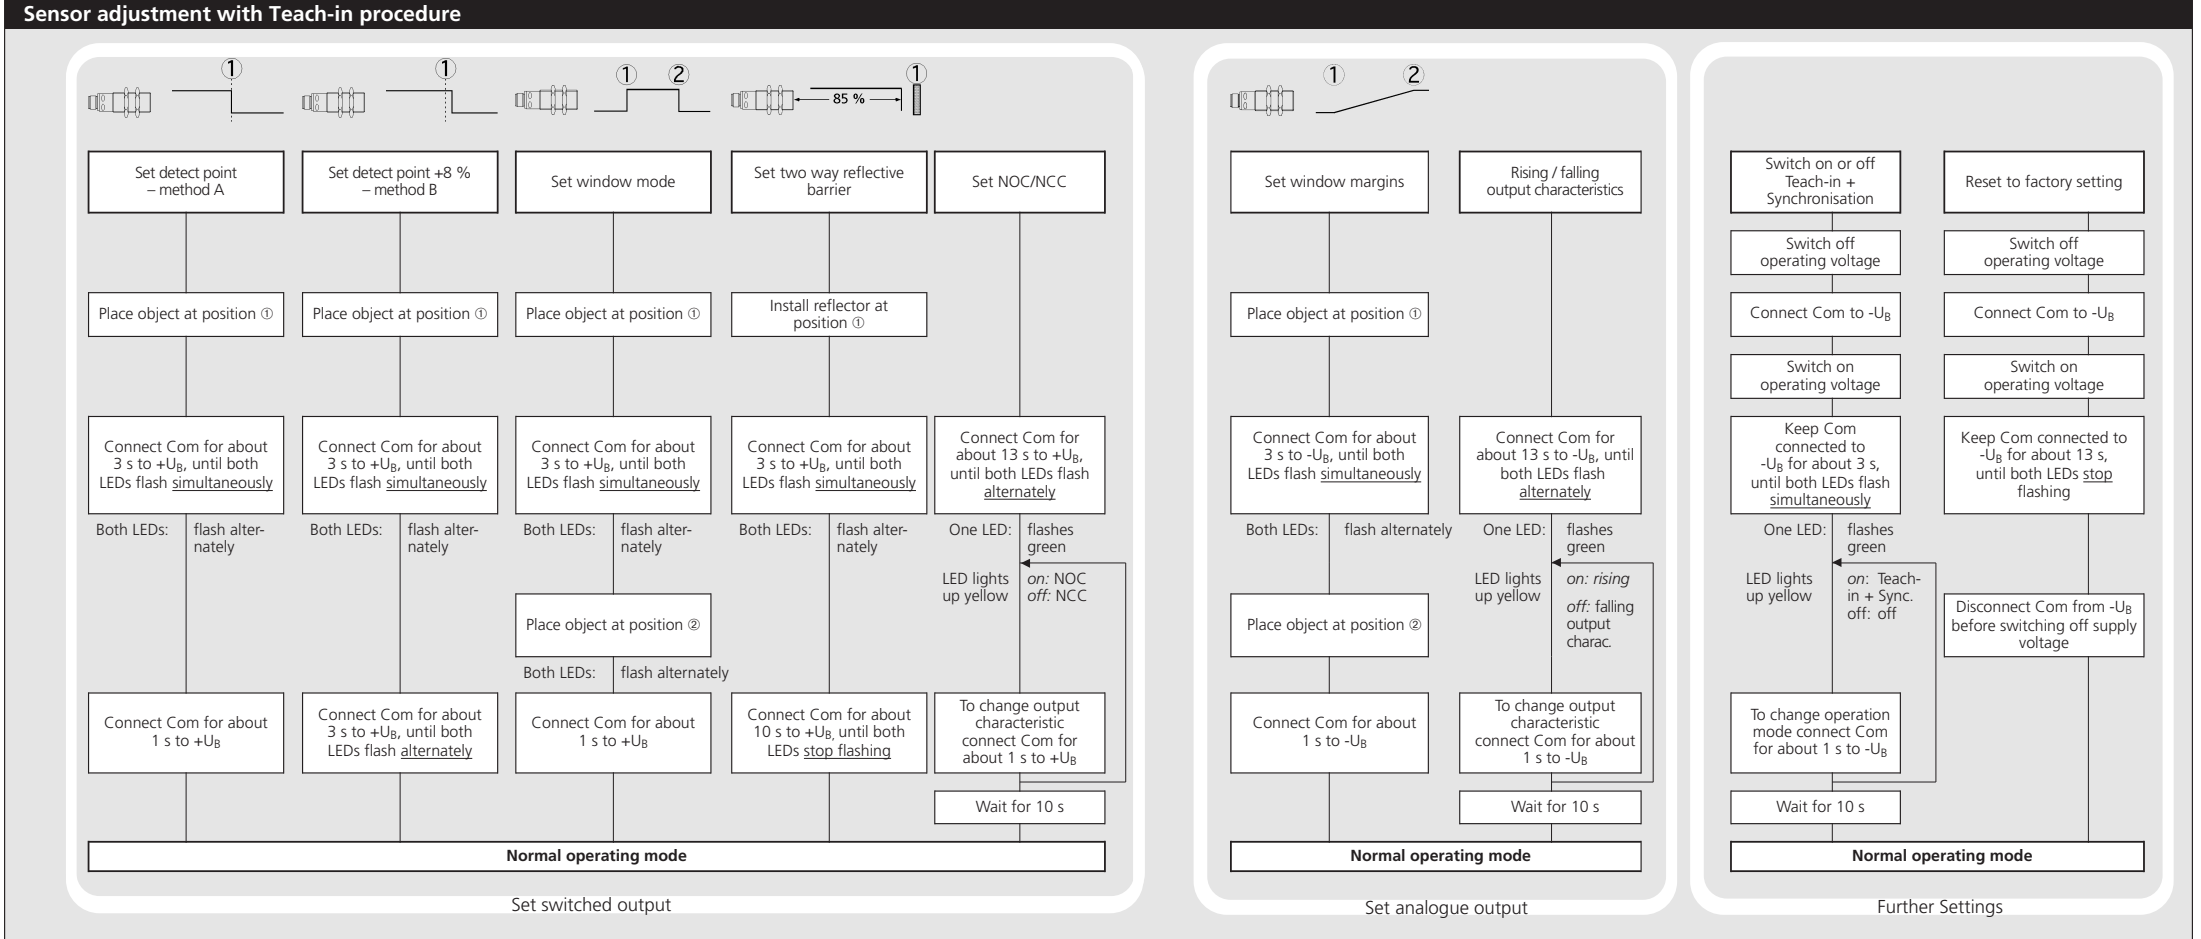 Sensor adjustment with Teach-in procedure
①
Set detect point
– method A
Place object at position ①
Connect Com for about
3 s to +UB, until both
LEDs flash simultaneously
Both LEDs: flash alter-
nately
Connect Com for about
1 s to +UB
①
Set detect point +8 %
– method B
Place object at position ①
Connect Com for about
3 s to +UB, until both
LEDs flash simultaneously
Both LEDs: flash alter-
nately
Connect Com for about
3 s to +UB, until both
LEDs flash alternately
① ②
Set window mode
Place object at position ①
Connect Com for about
3 s to +UB, until both
LEDs flash simultaneously
Both LEDs: flash alter-
nately
Place object at position ②
Both LEDs: flash alternately
Connect Com for about
1 s to +UB
①
85 %
Set two way reflective
barrier
Install reflector at
position ①
Connect Com for about
3 s to +UB, until both
LEDs flash simultaneously
Both LEDs: flash alter-
nately
Connect Com for about
10 s to +UB, until both
LEDs stop flashing
Set NOC/NCC
Connect Com for
about 13 s to +UB,
until both LEDs flash
alternately
One LED: flashes
green
LED lights on: NOC
up yellow off: NCC
To change output
characteristic
connect Com for
about 1 s to +UB
Wait for 10 s
Normal operating mode
Set switched output
① ②
Set window margins
Place object at position ①
Connect Com for about
3 s to -UB, until both
LEDs flash simultaneously
Both LEDs: flash alternately
Place object at position ②
Connect Com for about
1 s to -UB
Rising / falling
output characteristics
Connect Com for
about 13 s to -UB, until
both LEDs flash
alternately
One LED: flashes
green
LED lights on: rising
up yellow
off: falling
output
charac.
To change output
characteristic
connect Com for about
1 s to -UB
Wait for 10 s
Normal operating mode
Set analogue output
Switch on or off
Teach-in +
Synchronisation
Switch off
operating voltage
Connect Com to -UB
Switch on
operating voltage
Keep Com
connected to
-UB for about 3 s,
until both LEDs flash
simultaneously
One LED: flashes
green
LED lights on: Teach-
up yellow in + Sync.
off: off
To change operation
mode connect Com
for about 1 s to -UB
Wait for 10 s
Reset to factory setting
Switch off
operating voltage
Connect Com to -UB
Switch on
operating voltage
Keep Com connected to
-UB for about 13 s,
until both LEDs stop
flashing
Disconnect Com from -UB
before switching off supply
voltage
Normal operating mode
Further Settings